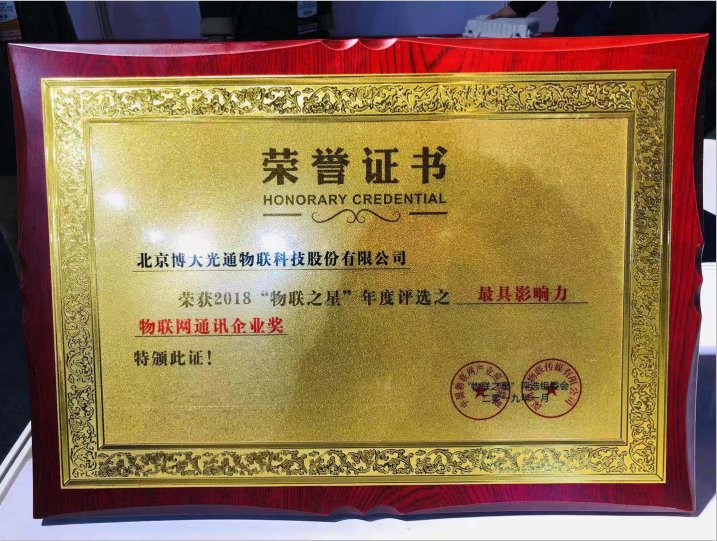 荣誉证书
HONORARY CREDENTIAL
北京博大光通物联科技股份有限公司
荣获2018“物联之星”年度评选之 最具影响力
物联网通讯企业奖
特颁此证！
“物联之星”评选组委会
二零一九年一月